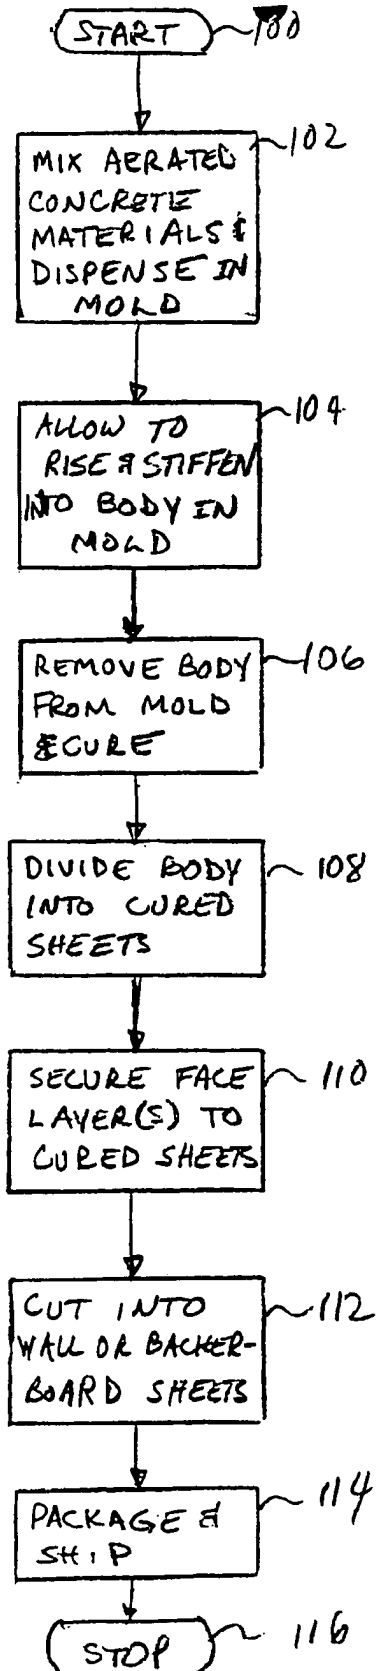 START 100
102
MIX AERATED
CONCRETE
MATERIALS &
DISPENSE IN
MOLD
104
ALLOW TO
RISE & STIFFEN
INTO BODY IN
MOLD
106
REMOVE BODY
FROM MOLD
& CURE
108
DIVIDE BODY
INTO CURED
SHEETS
110
SECURE FACE
LAYER(S) TO
CURED SHEETS
112
CUT INTO
WALL OR BACKER-
BOARD SHEETS
114
PACKAGE &
SHIP
116
STOP